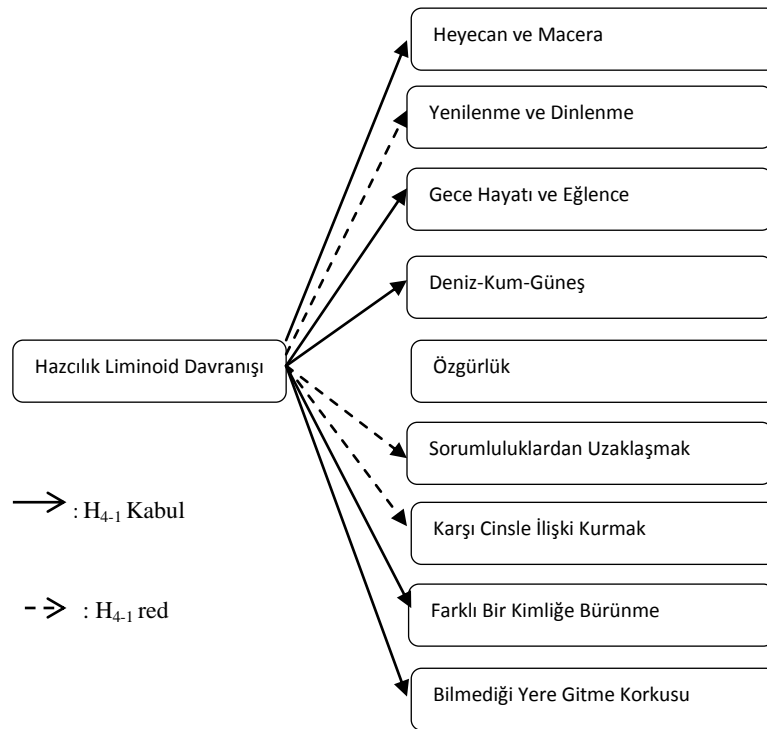 Heyecan ve Macera
Yenilenme ve Dinlenme
Gece Hayatı ve Eğlence
Deniz-Kum-Güneş
Hazcılık Liminoid Davranışı
Özgürlük
Sorumluluklardan Uzaklaşmak
Karşı Cinsle İlişki Kurmak
Farklı Bir Kimliğe Bürünme
Bilmediği Yere Gitme Korkusu
: H4-1 Kabul
: H4-1 red